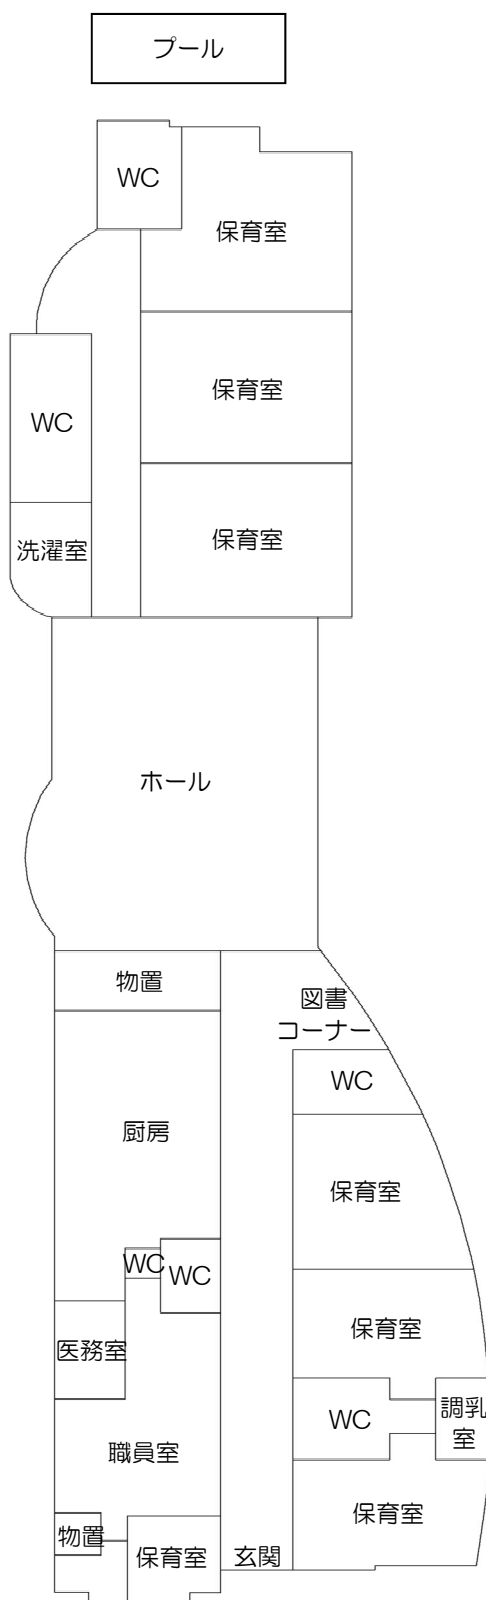 プール
WC
保育室
保育室
WC
保育室
洗濯室
ホール
物置
図書
コーナー
WC
厨房
保育室
WC
WC
保育室
医務室
WC
調乳
室
職員室
保育室
物置
保育室
玄関